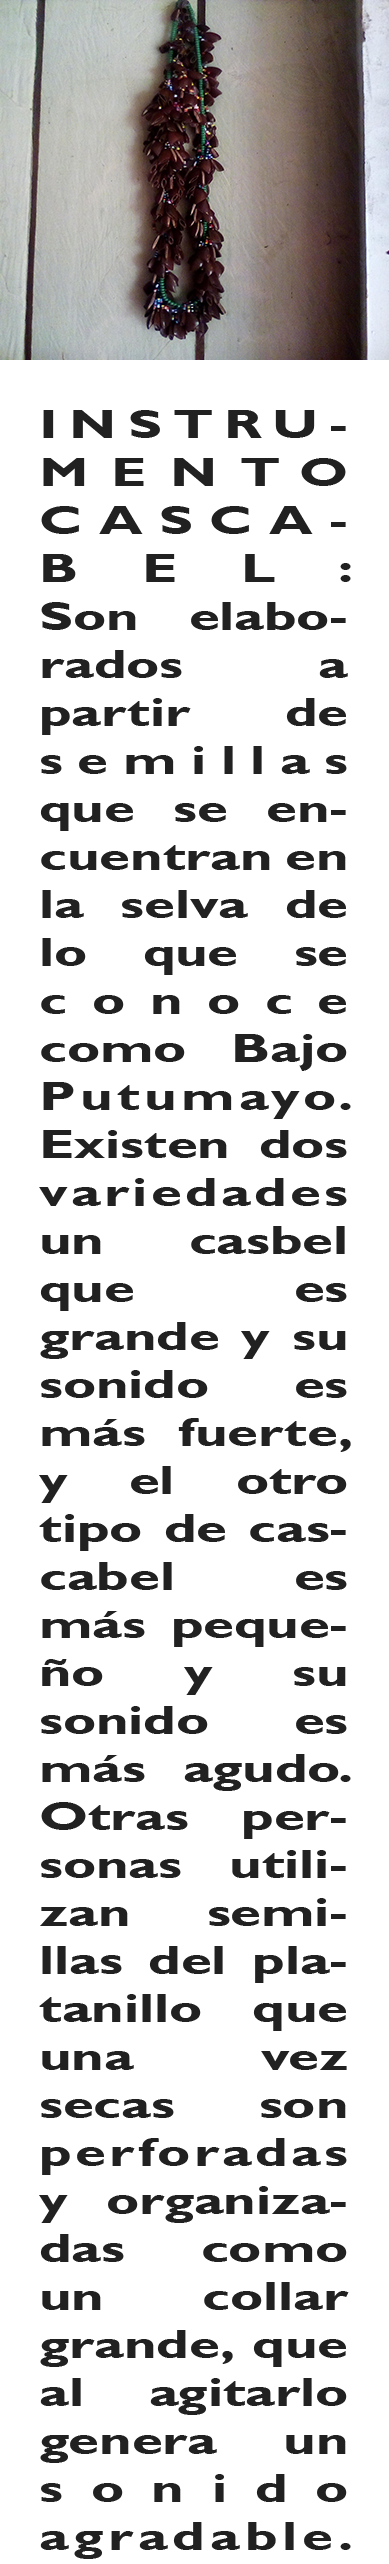 INSTRU-
MENTO
CASCA-
BEL:
Son elabo-
rados a
partir de
semillas
que se en-
cuentran en
la selva de
lo que se
conoce
como Bajo
Putumayo.
Existen dos
variedades
un casbel
que es
grande y su
sonido es
más fuerte,
y el otro
tipo de cas-
cabel es
más peque-
ño y su
sonido es
más agudo.
Otras per-
sonas utili-
zan semi-
llas del pla-
tanillo que
una vez
secas son
perforadas
y organiza-
das como
un collar
grande, que
al agitarlo
genera un
sonido
agradable.